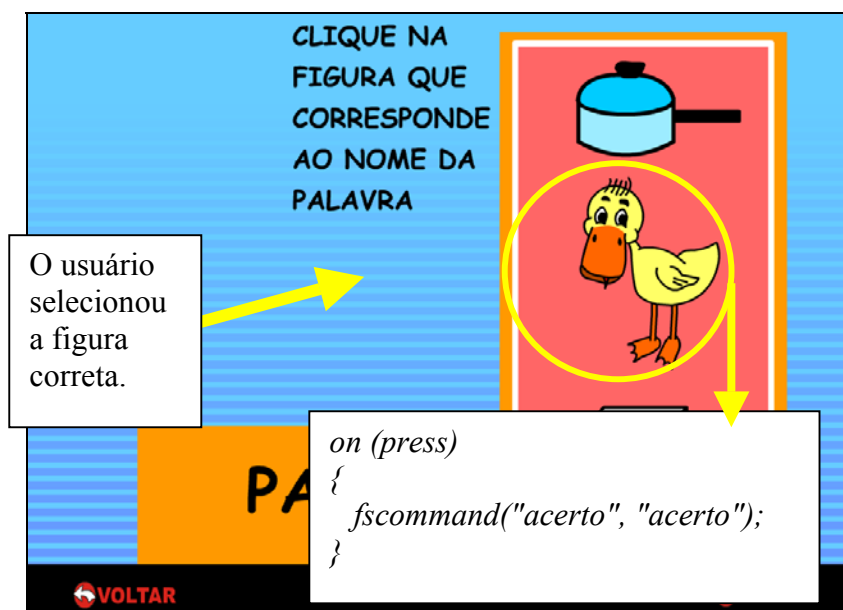 CLIQUE NA
FIGURA QUE
CORRESPONDE
AO NOME DA
PALAVRA
O usuário
selecionou
a figura
correta.
on (press)
{
fscommand("acerto", "acerto");
}
PA
VOLTAR